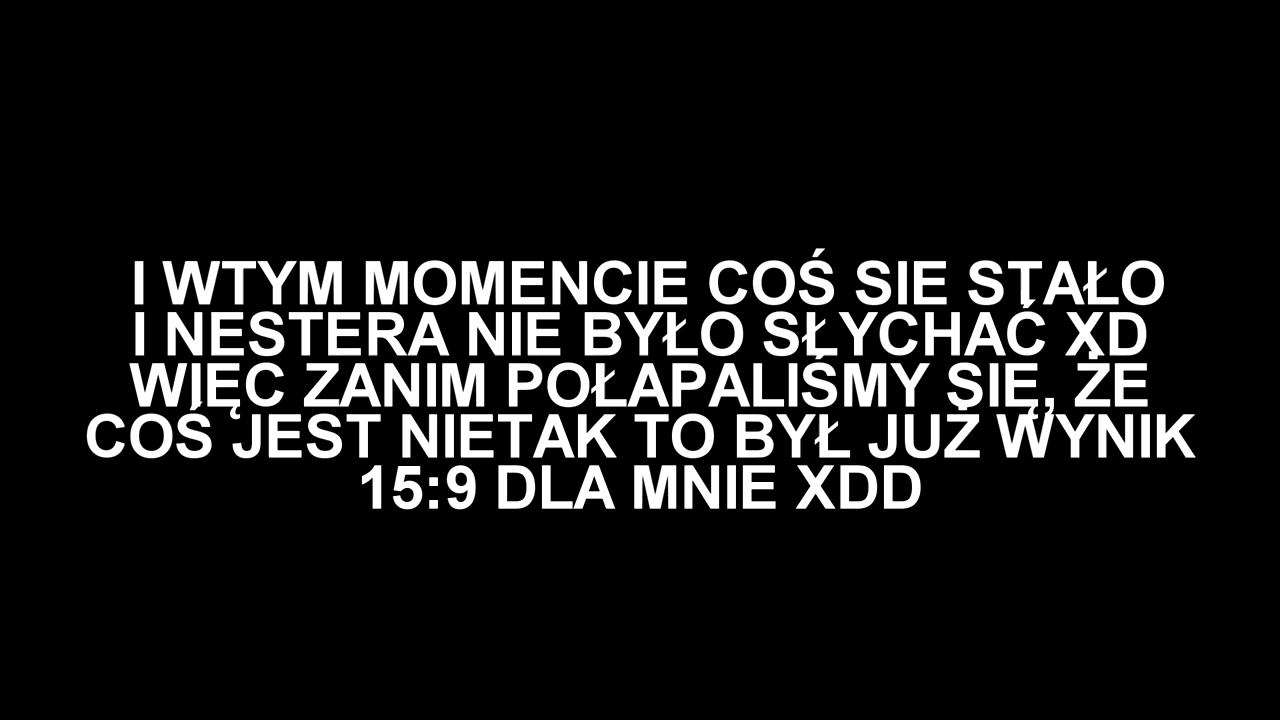 I WTYM MOMENCIE COŚ SIE STAŁO
I NESTERA NIE BYŁO SŁYCHAĆ XD
WIĘC ZANIM POŁAPALIŚMY SIĘ, ŻE
COŚ JEST NIETAK TO BYŁ JUŻ WYNIK
15:9 DLA MNIE XDD